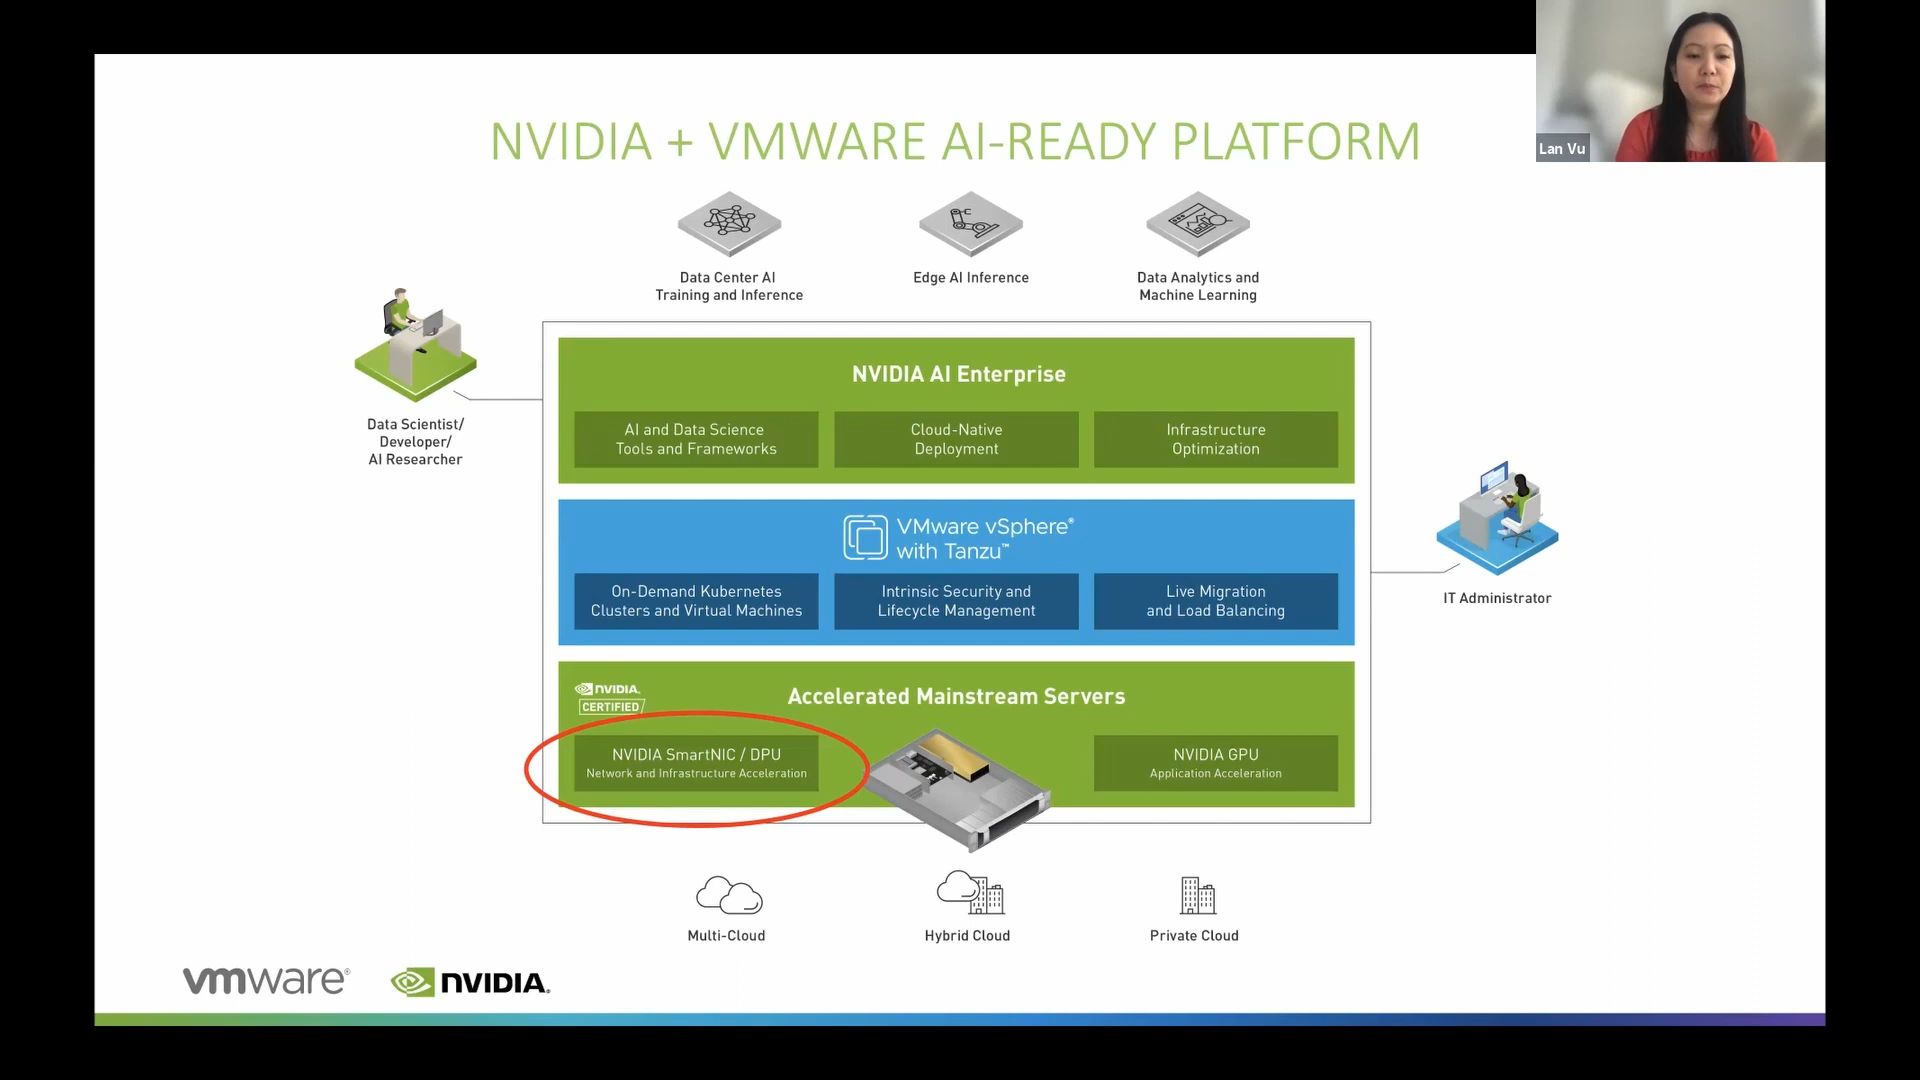 Lan Vu
NVIDIA + VMWARE AI-READY PLATFORM
Data Center AI
Training and Inference
Edge AI Inference
Data Analytics and
Machine Learning
Data Scientist/
Developer/
AI Researcher
NVIDIA AI Enterprise
AI and Data Science
Tools and Frameworks
Cloud-Native
Deployment
Infrastructure
Optimization
VMware vSphere®
with Tanzu™
On-Demand Kubernetes
Clusters and Virtual Machines
Intrinsic Security and
Lifecycle Management
Live Migration
and Load Balancing
IT Administrator
NVIDIA.
CERTIFIED
Accelerated Mainstream Servers
NVIDIA SmartNIC / DPU
Network and Infrastructure Acceleration
NVIDIA GPU
Application Acceleration
Multi-Cloud
Hybrid Cloud
Private Cloud
vmware®
NVIDIA.